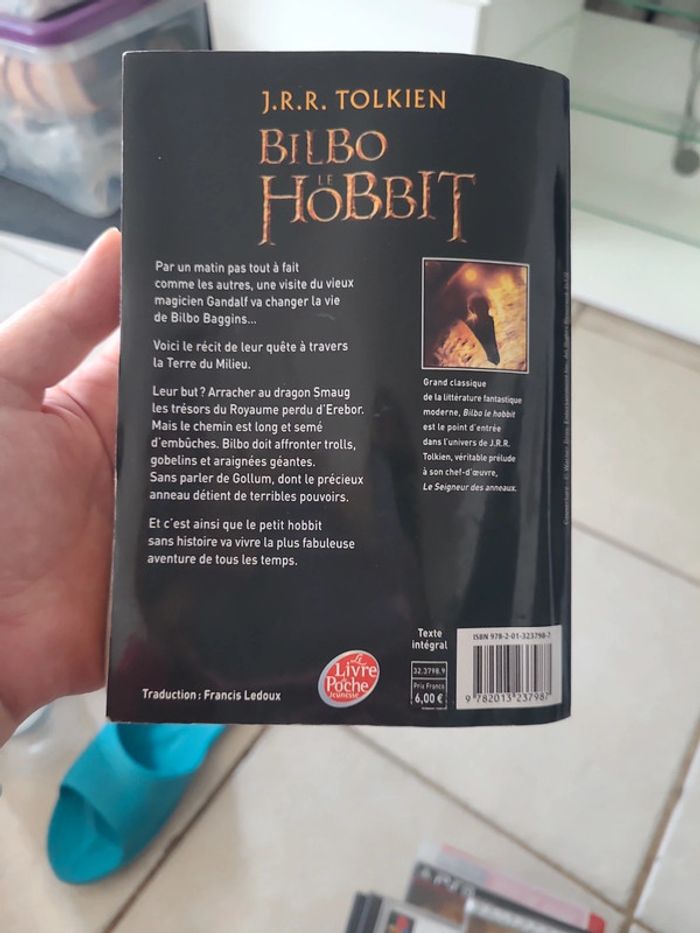 J.R.R. TOLKIEN
BILBO
LE
HOBBIT
Par un matin pas tout à fait
comme les autres, une visite du vieux
magicien Gandalf va changer la vie
de Bilbo Baggins...
Voici le récit de leur quête à travers
la Terre du Milieu.
Leur but ? Arracher au dragon Smaug
les trésors du Royaume perdu d'Erebor.
Mais le chemin est long et semé
d'embûches. Bilbo doit affronter trolls,
gobelins et araignées géantes.
Sans parler de Gollum, dont le précieux
anneau détient de terribles pouvoirs.
Et c'est ainsi que le petit hobbit
sans histoire va vivre la plus fabuleuse
aventure de tous les temps.
Grand classique
de la littérature fantastique
moderne, Bilbo le hobbit
est le point d'entrée
dans l'univers de J.R.R.
Tolkien, véritable prélude
à son chef-d'œuvre,
Le Seigneur des anneaux.
Traduction : Francis Ledoux
Le
Livre
de
Poche
Jeunesse
Texte
intégral
32.3798.9
Prix France
6,00 €
ISBN 978-2-01-323798-7
9 782013 237987